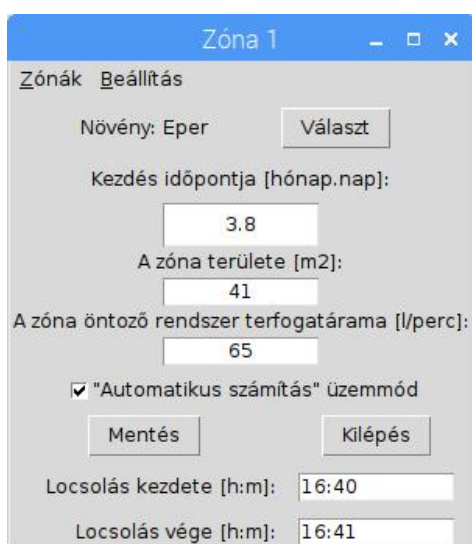 Zóna 1
Zónák Beállítás
Növény: Eper Választ
Kezdés időpontja [hónap.nap]:
3.8
A zóna területe [m2]:
41
A zóna öntoző rendszer terfogatárama [l/perc]:
65
"Automatikus számítás" üzemmód
Mentés Kilépés
Locsolás kezdete [h:m]: 16:40
Locsolás vége [h:m]: 16:41